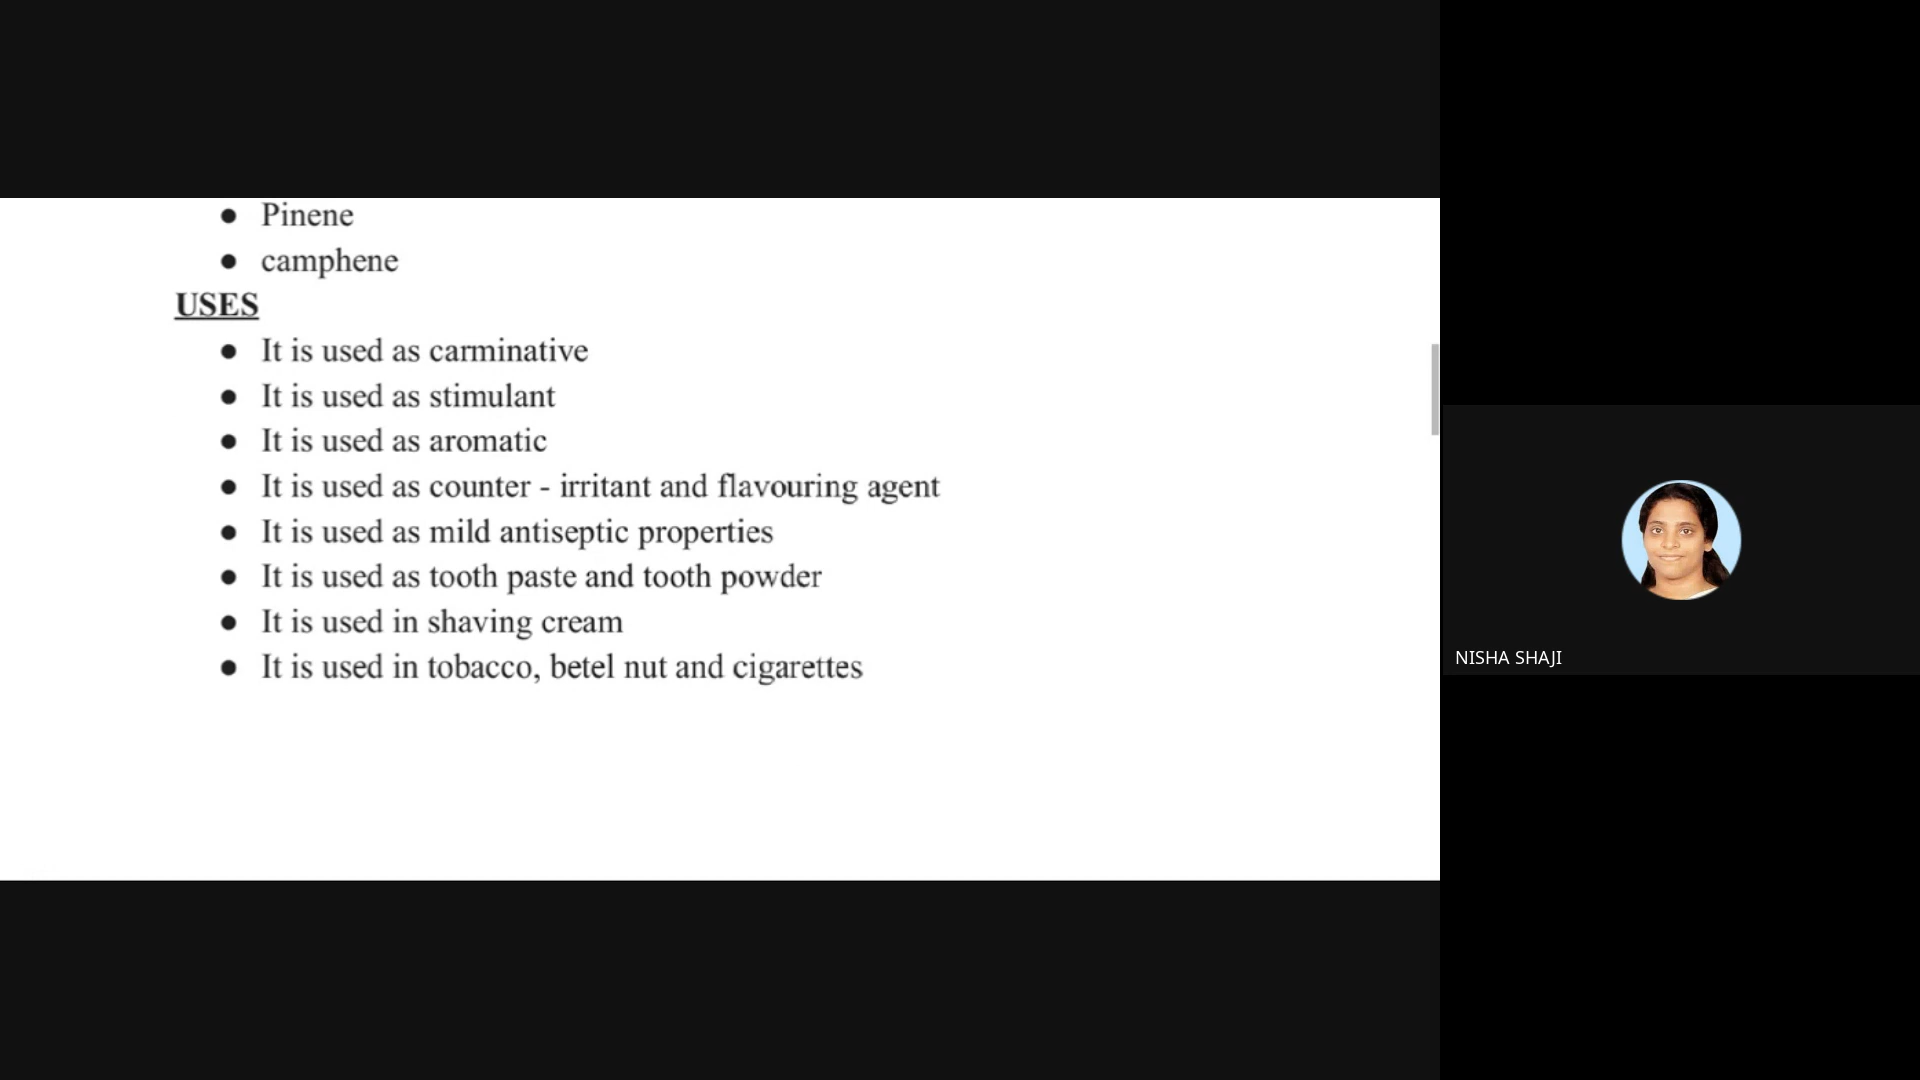 ● Pinene
● camphene
USES
● It is used as carminative
● It is used as stimulant
● It is used as aromatic
● It is used as counter - irritant and flavouring agent
● It is used as mild antiseptic properties
● It is used as tooth paste and tooth powder
● It is used in shaving cream
● It is used in tobacco, betel nut and cigarettes
NISHA SHAJI